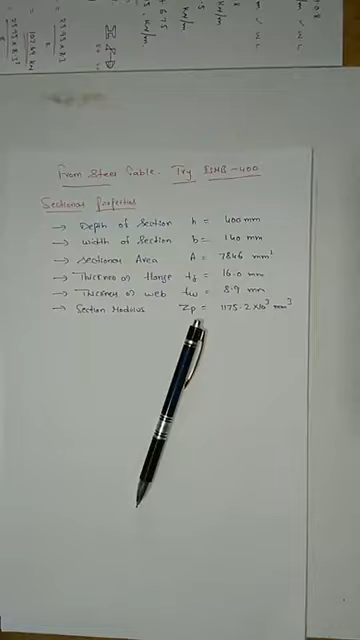 From Steel Table. Try ISMB-400
Sectional Properties
→ Depth of Section h = 400 mm
→ Width of Section b = 140 mm
→ Sectional Area A = 7846 mm²
→ Thickness of flange tf = 16.0 mm
→ Thickness of web tw = 8.9 mm
→ Section Modulus Zp = 1175.2 × 10³ mm³